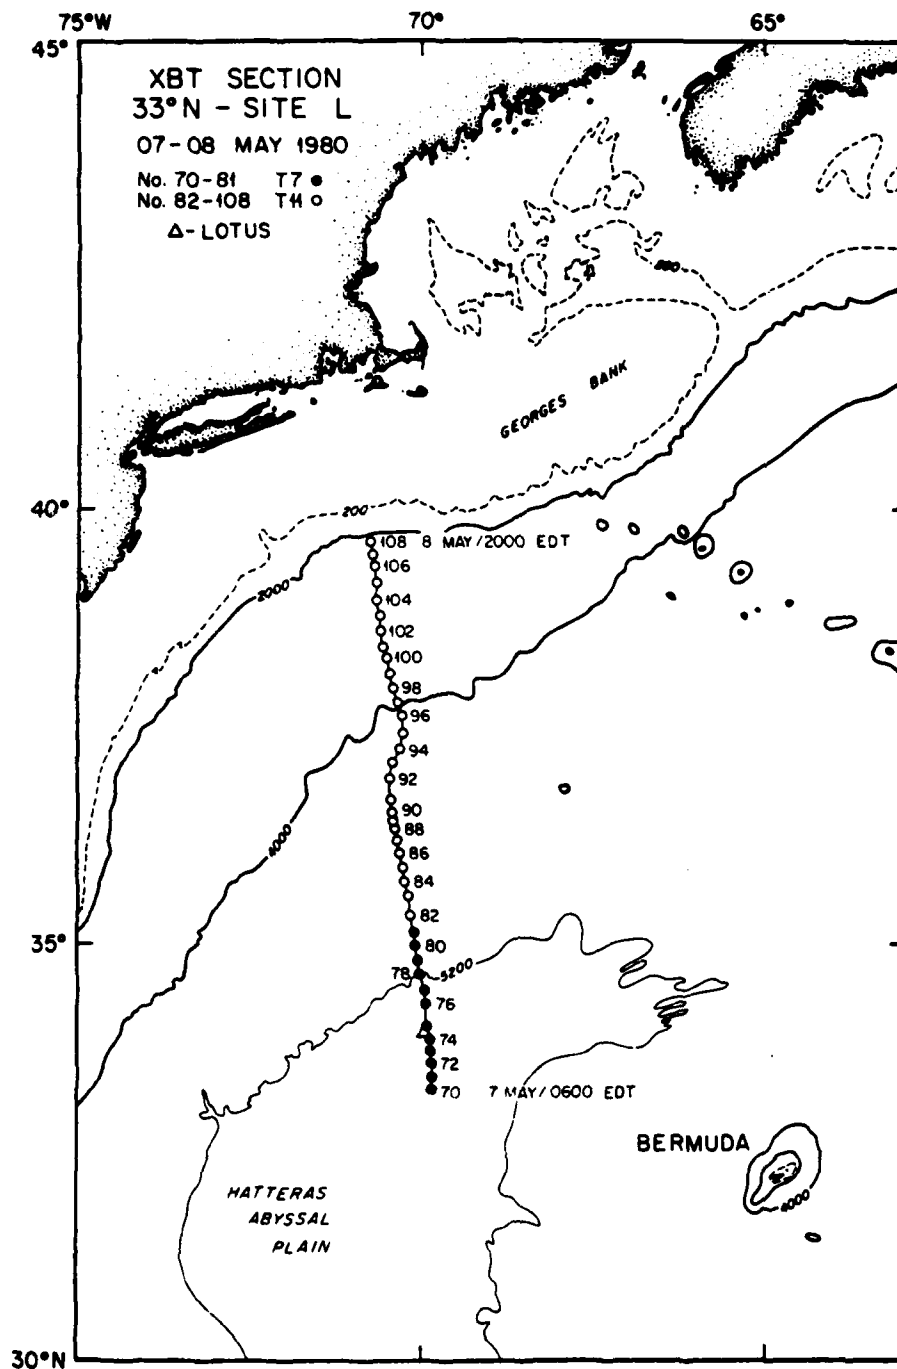 75°W 70° 65°
45°
XBT SECTION
33°N - SITE L
07-08 MAY 1980
No. 70-81 T7 ●
No. 82-108 T11 ○
Δ-LOTUS
200
GEORGES BANK
40°
200
108 8 MAY/2000 EDT
106
2000
104
102
100
98
96
94
92
90
88
4000
86
84
82
35°
80
78
5200
76
74
72
70 7 MAY/0600 EDT
BERMUDA
4000
HATTERAS
ABYSSAL
PLAIN
30°N